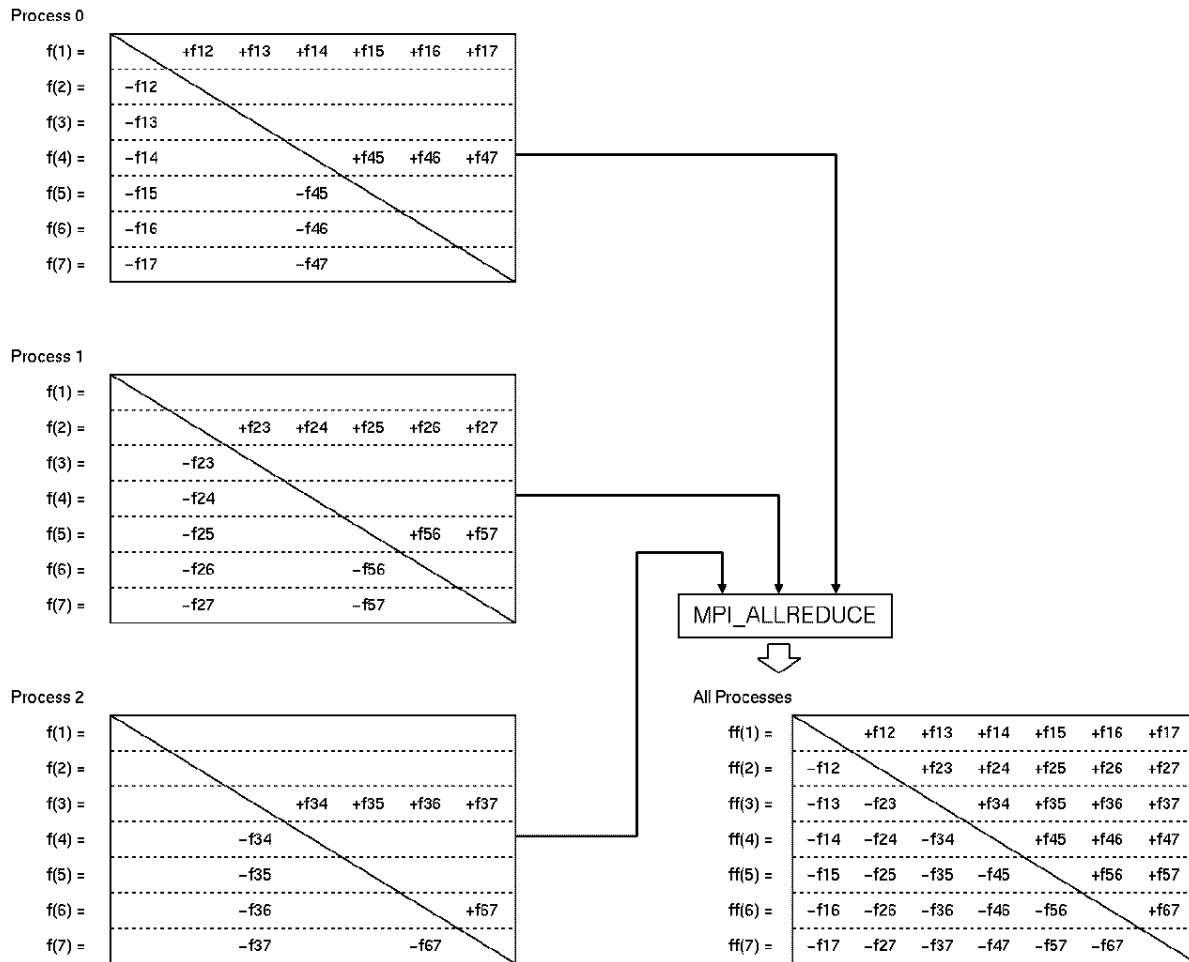 Process 0
f(1) = +f12 +f13 +f14 +f15 +f16 +f17
f(2) = −f12
f(3) = −f13
f(4) = −f14 +f45 +f46 +f47
f(5) = −f15 −f45
f(6) = −f16 −f46
f(7) = −f17 −f47
Process 1
f(1) =
f(2) = +f23 +f24 +f25 +f26 +f27
f(3) = −f23
f(4) = −f24
f(5) = −f25 +f56 +f57
f(6) = −f26 −f56
f(7) = −f27 −f57
MPI_ALLREDUCE
Process 2
f(1) =
f(2) =
f(3) = +f34 +f35 +f36 +f37
f(4) = −f34
f(5) = −f35
f(6) = −f36 +f67
f(7) = −f37 −f67
All Processes
ff(1) = +f12 +f13 +f14 +f15 +f16 +f17
ff(2) = −f12 +f23 +f24 +f25 +f26 +f27
ff(3) = −f13 −f23 +f34 +f35 +f36 +f37
ff(4) = −f14 −f24 −f34 +f45 +f46 +f47
ff(5) = −f15 −f25 −f35 −f45 +f56 +f57
ff(6) = −f16 −f26 −f36 −f46 −f56 +f67
ff(7) = −f17 −f27 −f37 −f47 −f57 −f67